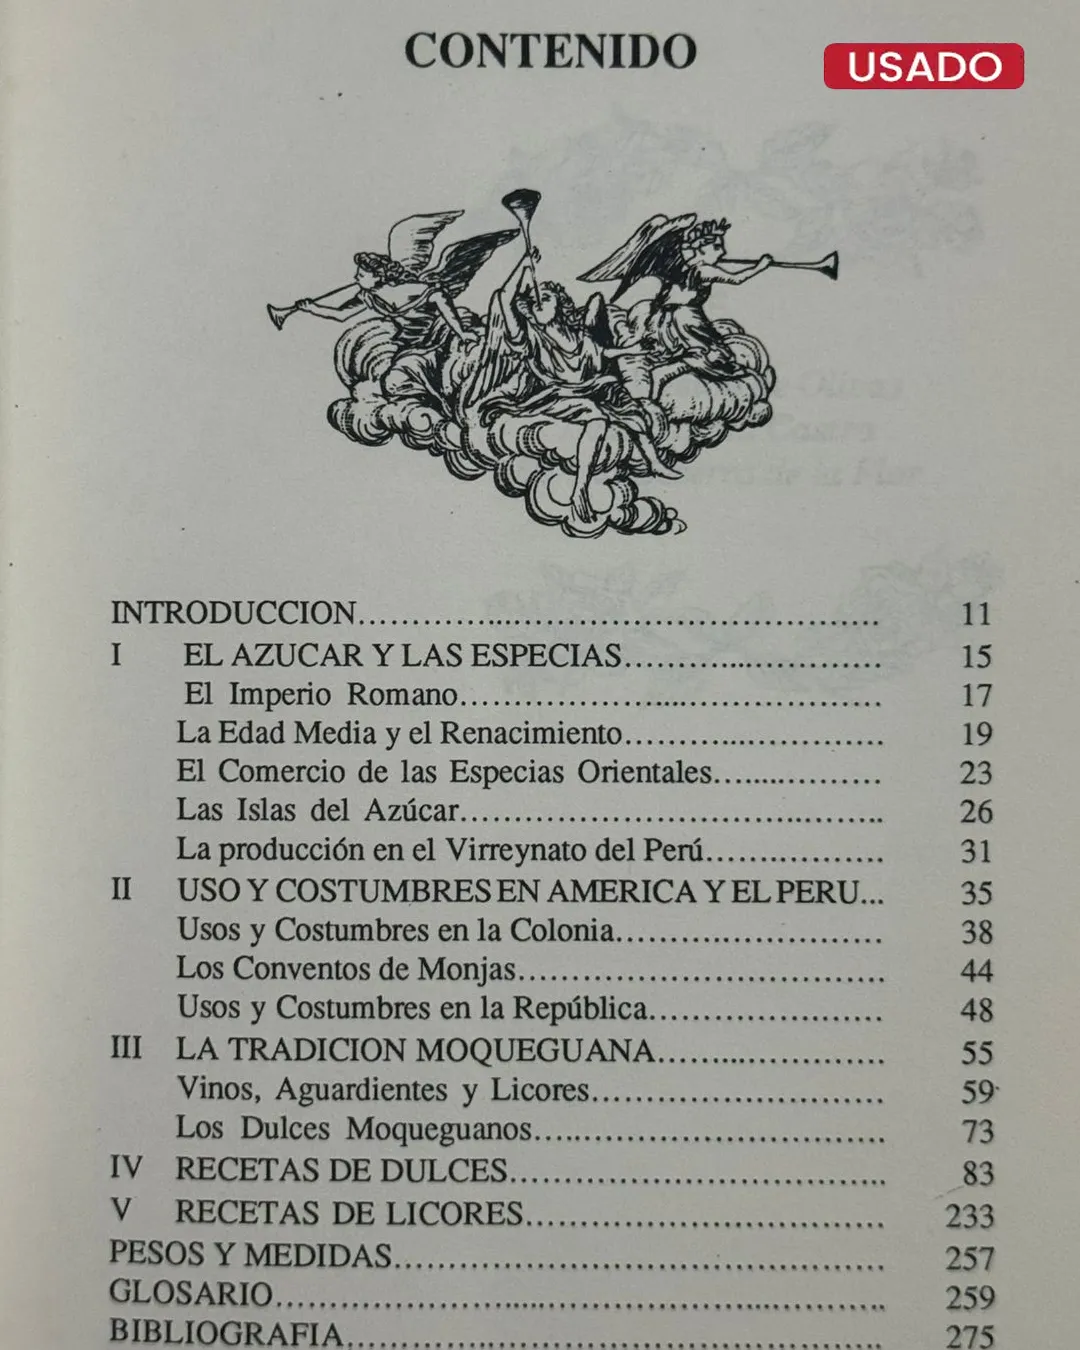 CONTENIDO
USADO
INTRODUCCION................................................ 11
I EL AZUCAR Y LAS ESPECIAS........................ 15
El Imperio Romano....................................... 17
La Edad Media y el Renacimiento........................ 19
El Comercio de las Especias Orientales................ 23
Las Islas del Azúcar....................................... 26
La producción en el Virreynato del Perú................ 31
II USO Y COSTUMBRES EN AMERICA Y EL PERU... 35
Usos y Costumbres en la Colonia........................ 38
Los Conventos de Monjas.................................. 44
Usos y Costumbres en la República..................... 48
III LA TRADICION MOQUEGUANA..................... 55
Vinos, Aguardientes y Licores........................... 59
Los Dulces Moqueguanos................................. 73
IV RECETAS DE DULCES.................................. 83
V RECETAS DE LICORES................................. 233
PESOS Y MEDIDAS............................................ 257
GLOSARIO...................................................... 259
BIBLIOGRAFIA................................................ 275